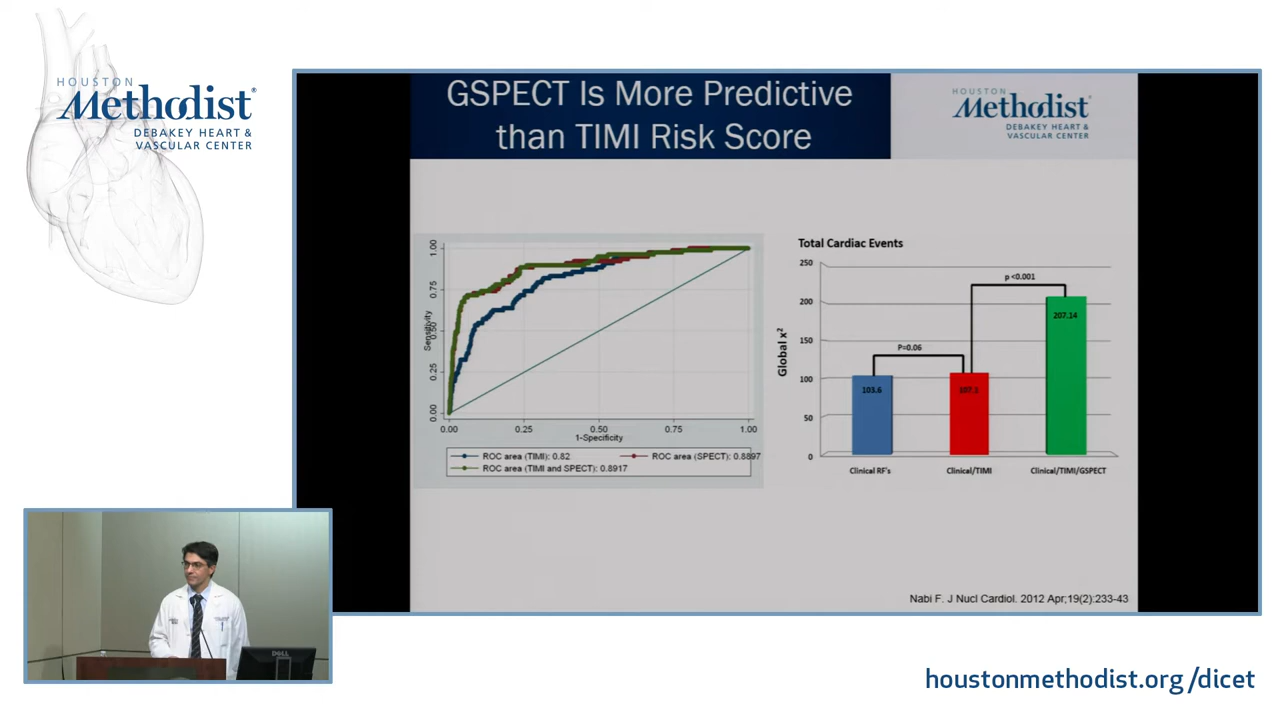 HOUSTON
Methodist®
DEBAKEY HEART &
VASCULAR CENTER
GSPECT Is More Predictive
than TIMI Risk Score
HOUSTON
Methodist®
DEBAKEY HEART &
VASCULAR CENTER
Sensitivity
0.00
0.25
0.50
0.75
1.00
0.00
0.25
0.50
0.75
1.00
1-Specificity
ROC area (TIMI): 0.82
ROC area (SPECT): 0.8897
ROC area (TIMI and SPECT): 0.8917
Total Cardiac Events
Global x²
250
200
150
100
50
0
P=0.06
p <0.001
103.6
207.14
Clinical RF's
Clinical/TIMI
Clinical/TIMI/GSPECT
Nabi F. J Nucl Cardiol. 2012 Apr;19(2):233-43
DELL
houstonmethodist.org/dicet